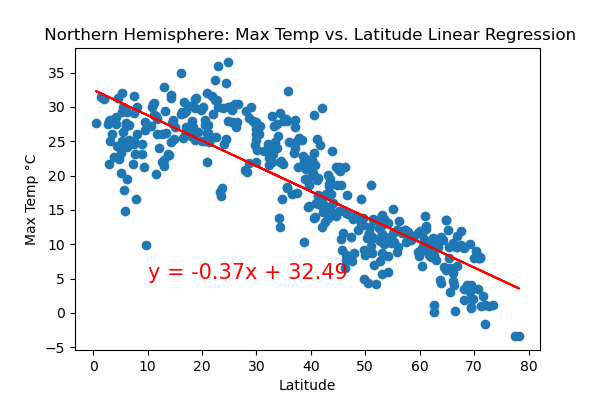 Northern Hemisphere: Max Temp vs. Latitude Linear Regression
Max Temp °C
35
30
25
20
15
10
5
0
−5
y = -0.37x + 32.49
0 10 20 30 40 50 60 70 80
Latitude